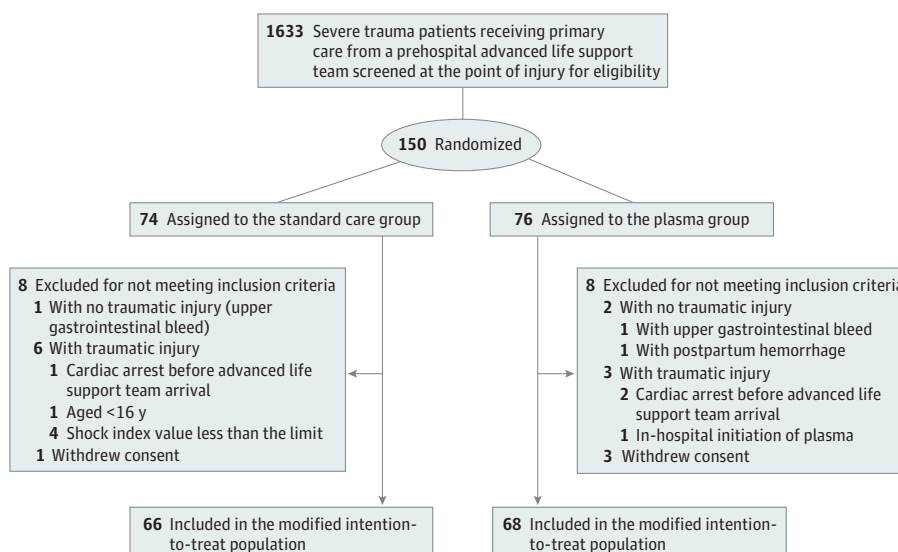 1633 Severe trauma patients receiving primary
care from a prehospital advanced life support
team screened at the point of injury for eligibility
150 Randomized
74 Assigned to the standard care group
76 Assigned to the plasma group
8 Excluded for not meeting inclusion criteria
1 With no traumatic injury (upper
gastrointestinal bleed)
6 With traumatic injury
1 Cardiac arrest before advanced life
support team arrival
1 Aged <16 y
4 Shock index value less than the limit
1 Withdrew consent
8 Excluded for not meeting inclusion criteria
2 With no traumatic injury
1 With upper gastrointestinal bleed
1 With postpartum hemorrhage
3 With traumatic injury
2 Cardiac arrest before advanced life
support team arrival
1 In-hospital initiation of plasma
3 Withdrew consent
66 Included in the modified intention-
to-treat population
68 Included in the modified intention-
to-treat population